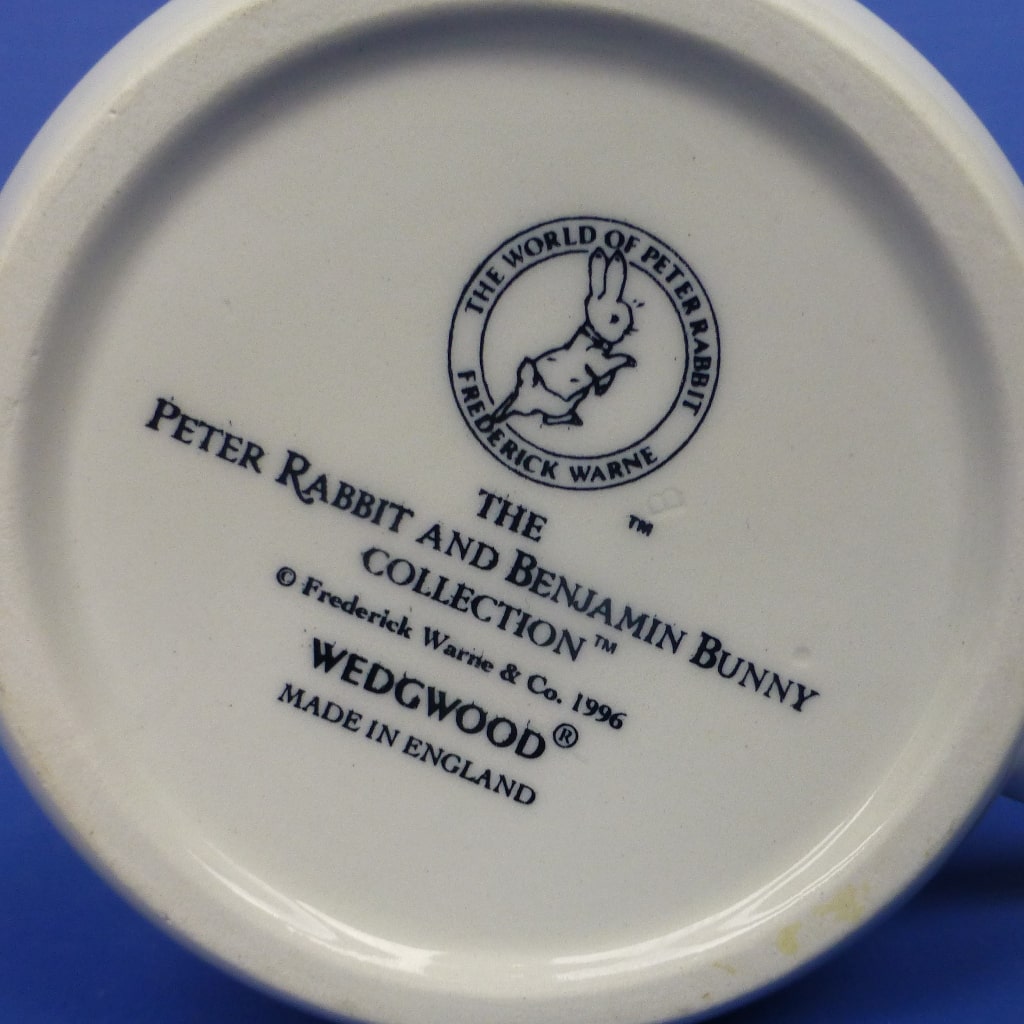 THE WORLD OF PETER RABBIT
FREDERICK WARNE
™
THE
PETER RABBIT AND BENJAMIN BUNNY
COLLECTION™
© Frederick Warne & Co. 1996
WEDGWOOD®
MADE IN ENGLAND